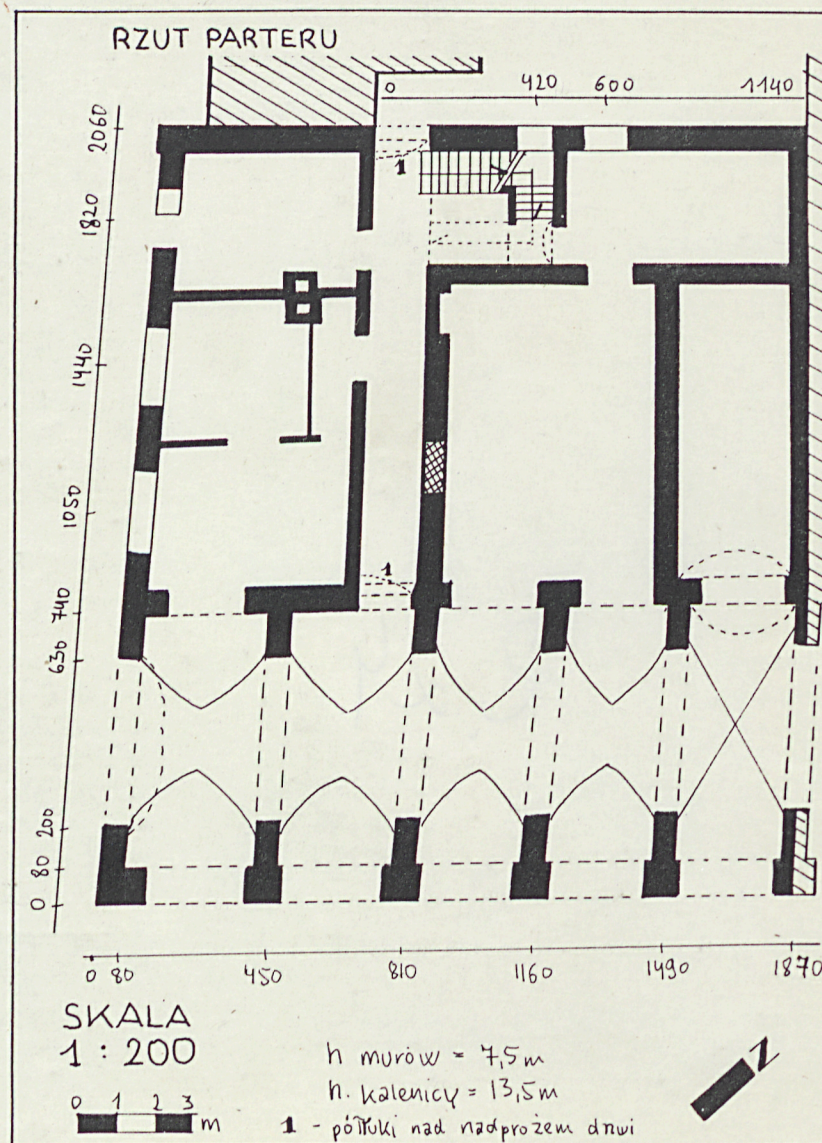 RZUT PARTERU
0 420 600 1140
2060
1820
1440
1050
740
630
200
80
0
1
1
0 80 450 810 1160 1490 1870
SKALA
1 : 200
0 1 2 3 m
h murów = 7,5m
h. kalenicy = 13,5m
1 - półłuki nad nadprożem drzwi
N